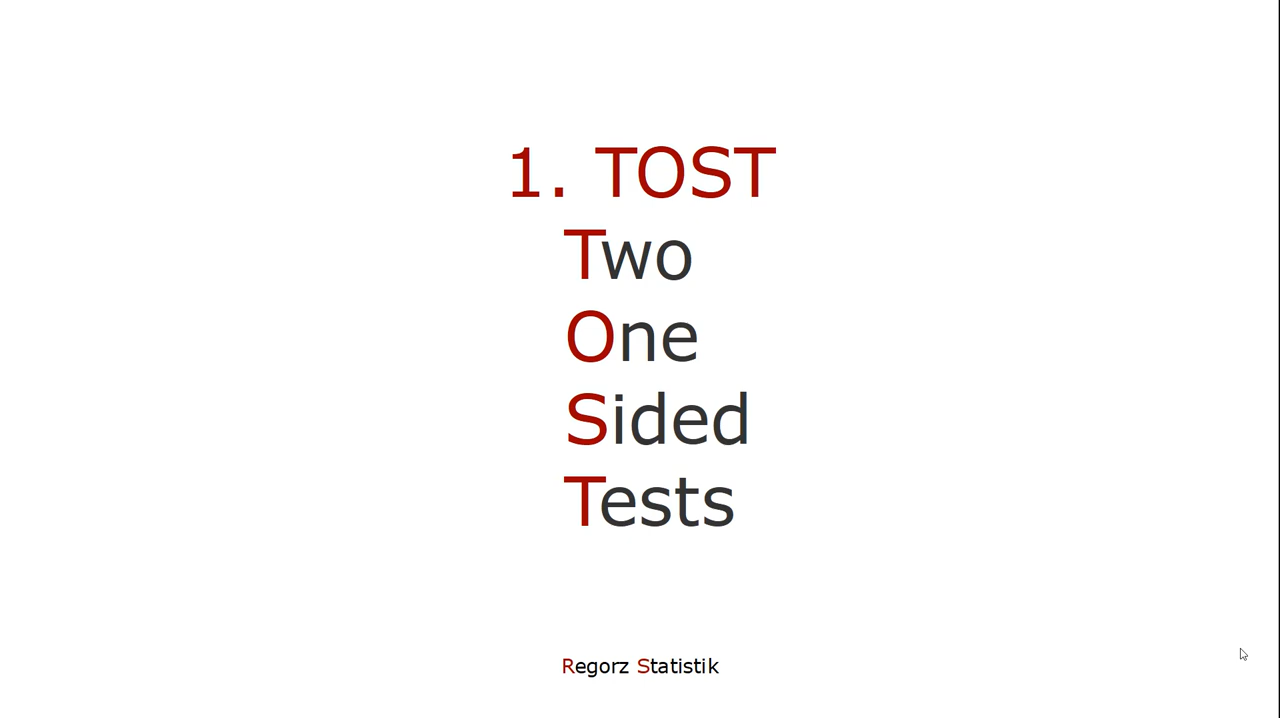 1. TOST
Two
One
Sided
Tests
Regorz Statistik